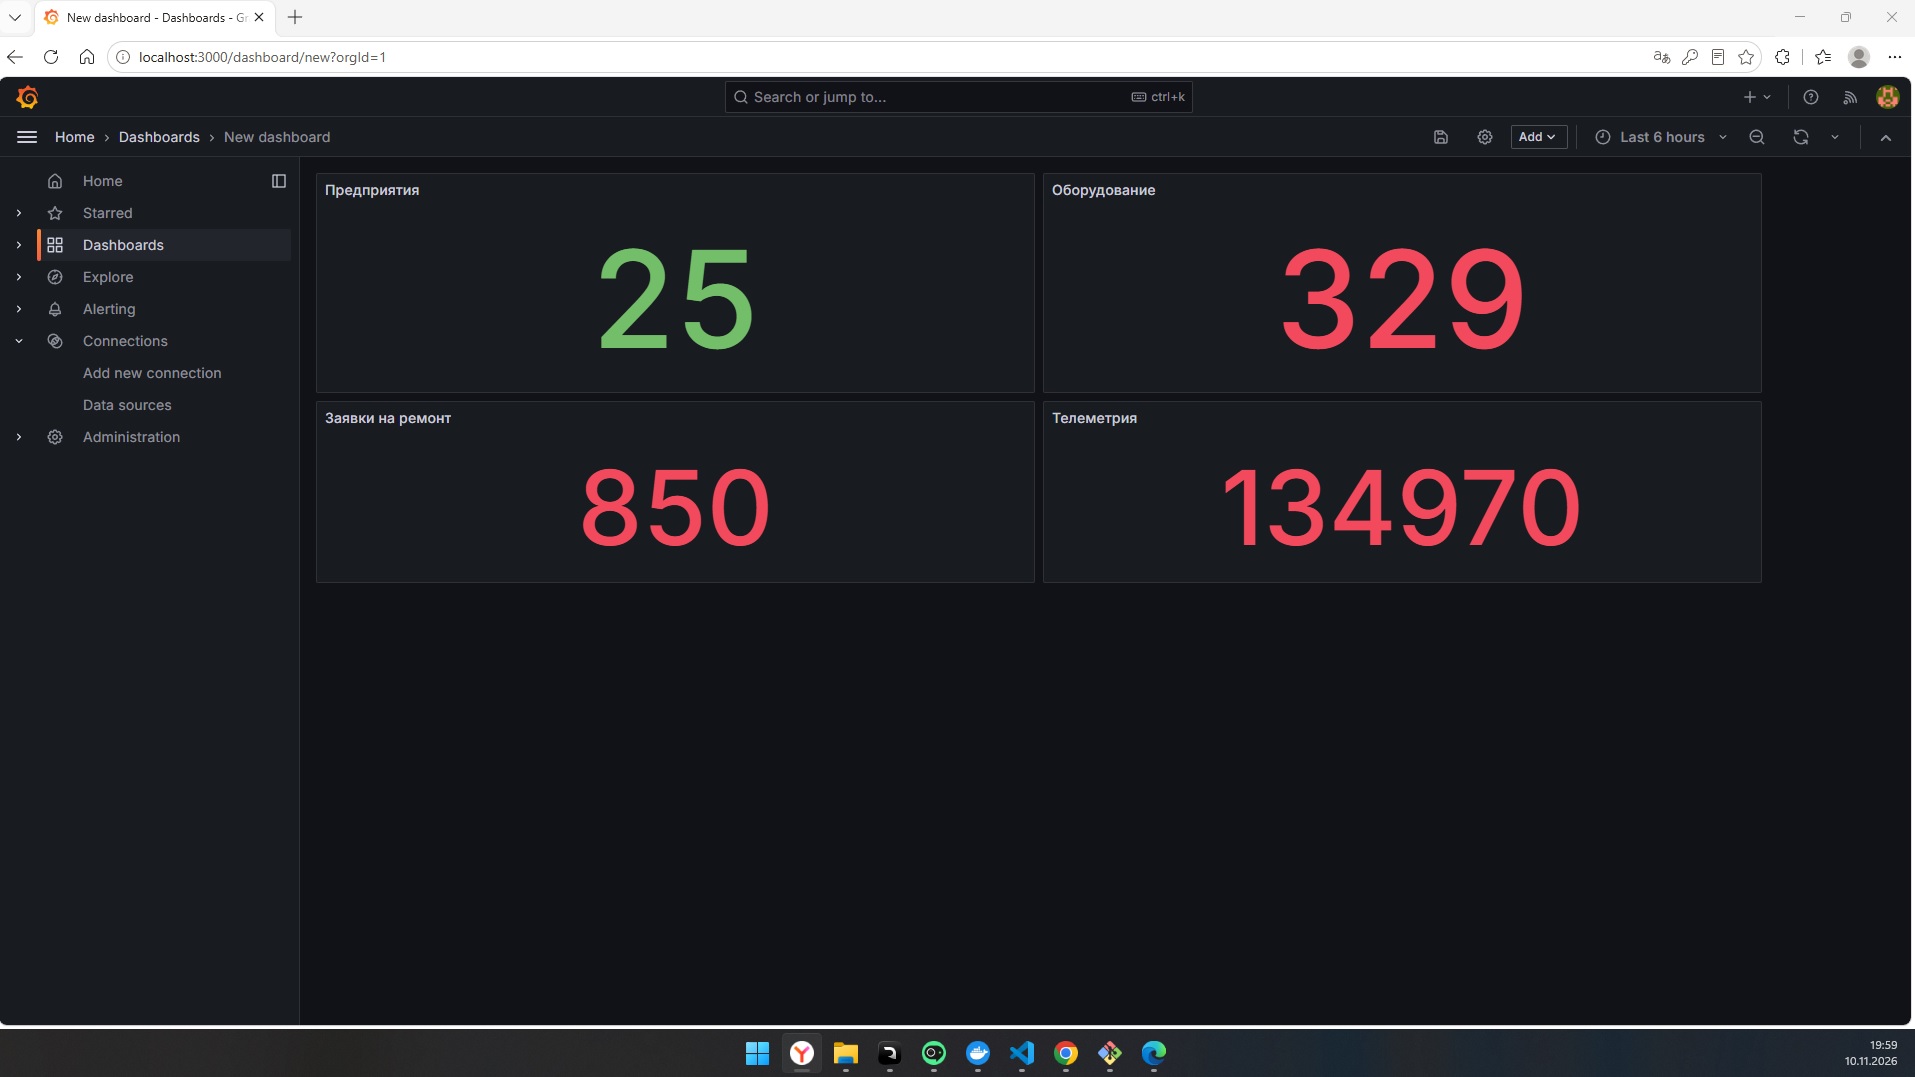 New dashboard - Dashboards - Gr
localhost:3000/dashboard/new?orgId=1
Search or jump to...
ctrl+k
Home › Dashboards › New dashboard
Add
Last 6 hours
Home
Starred
Dashboards
Explore
Alerting
Connections
Add new connection
Data sources
Administration
Предприятия
25
Оборудование
329
Заявки на ремонт
850
Телеметрия
134970
19:59
10.11.2026